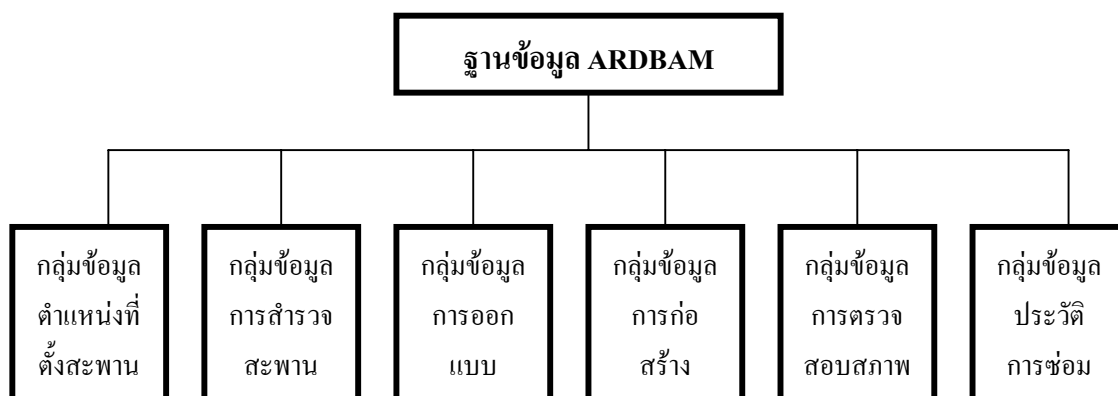 ฐานข้อมูล ARDBAM
กลุ่มข้อมูล
ตำแหน่งที่
ตั้งสะพาน
กลุ่มข้อมูล
การสำรวจ
สะพาน
กลุ่มข้อมูล
การออก
แบบ
กลุ่มข้อมูล
การก่อ
สร้าง
กลุ่มข้อมูล
การตรวจ
สอบสภาพ
กลุ่มข้อมูล
ประวัติ
การซ่อม